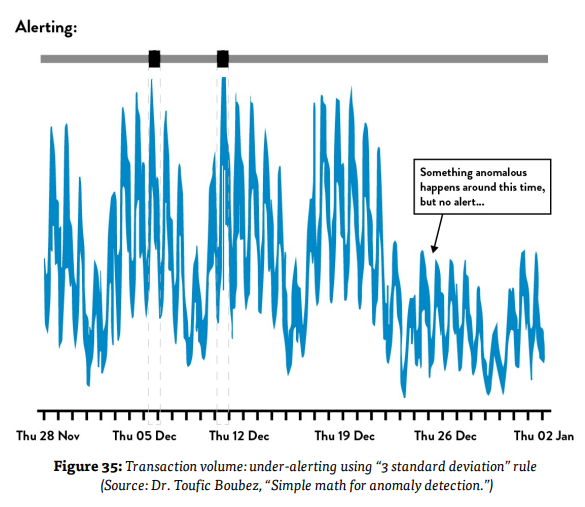 Alerting:
Something anomalous
happens around this time,
but no alert...
Thu 28 Nov Thu 05 Dec Thu 12 Dec Thu 19 Dec Thu 26 Dec Thu 02 Jan
Figure 35: Transaction volume: under-alerting using “3 standard deviation” rule
(Source: Dr. Toufic Boubez, “Simple math for anomaly detection.”)